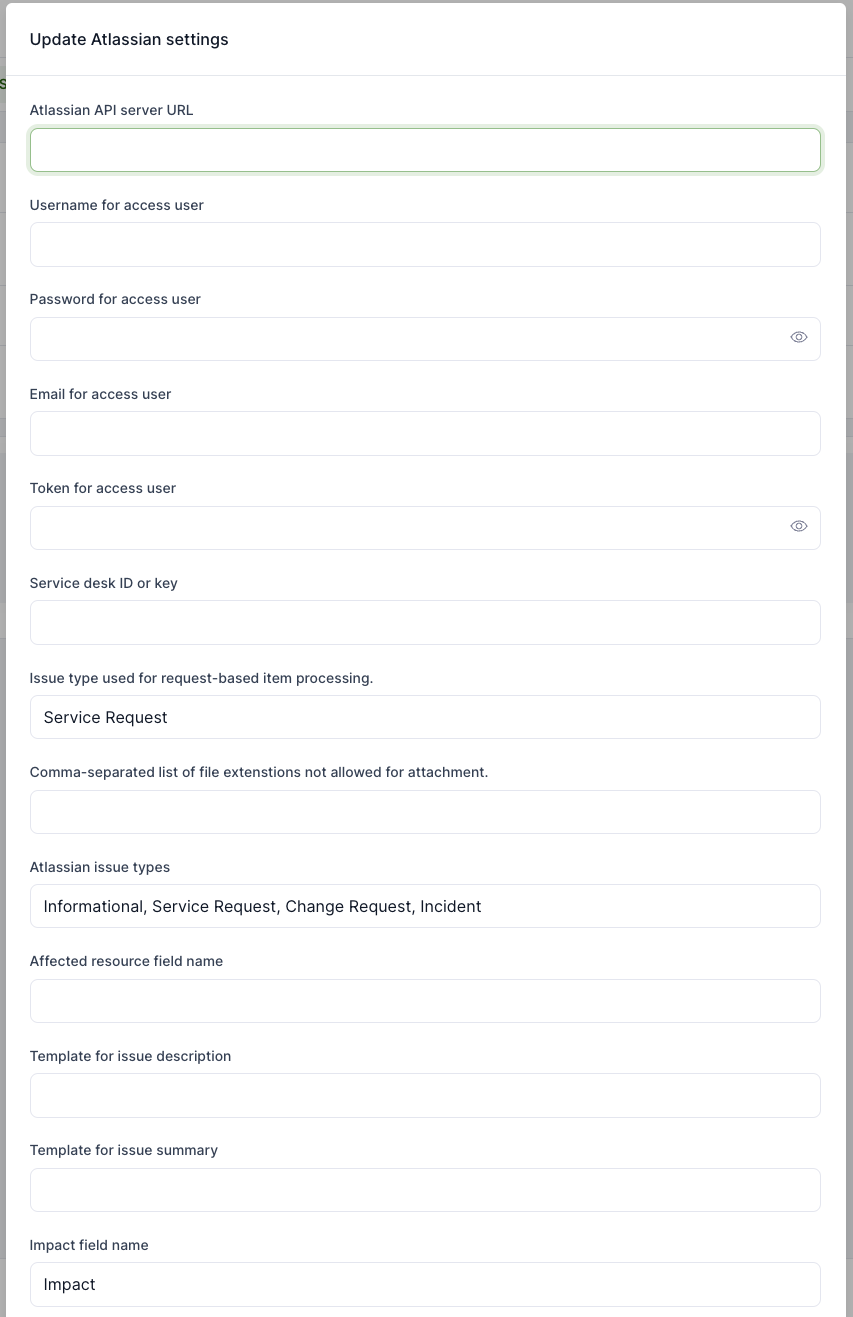 Update Atlassian settings
Atlassian API server URL
Username for access user
Password for access user
Email for access user
Token for access user
Service desk ID or key
Issue type used for request-based item processing.
Service Request
Comma-separated list of file extenstions not allowed for attachment.
Atlassian issue types
Informational, Service Request, Change Request, Incident
Affected resource field name
Template for issue description
Template for issue summary
Impact field name
Impact